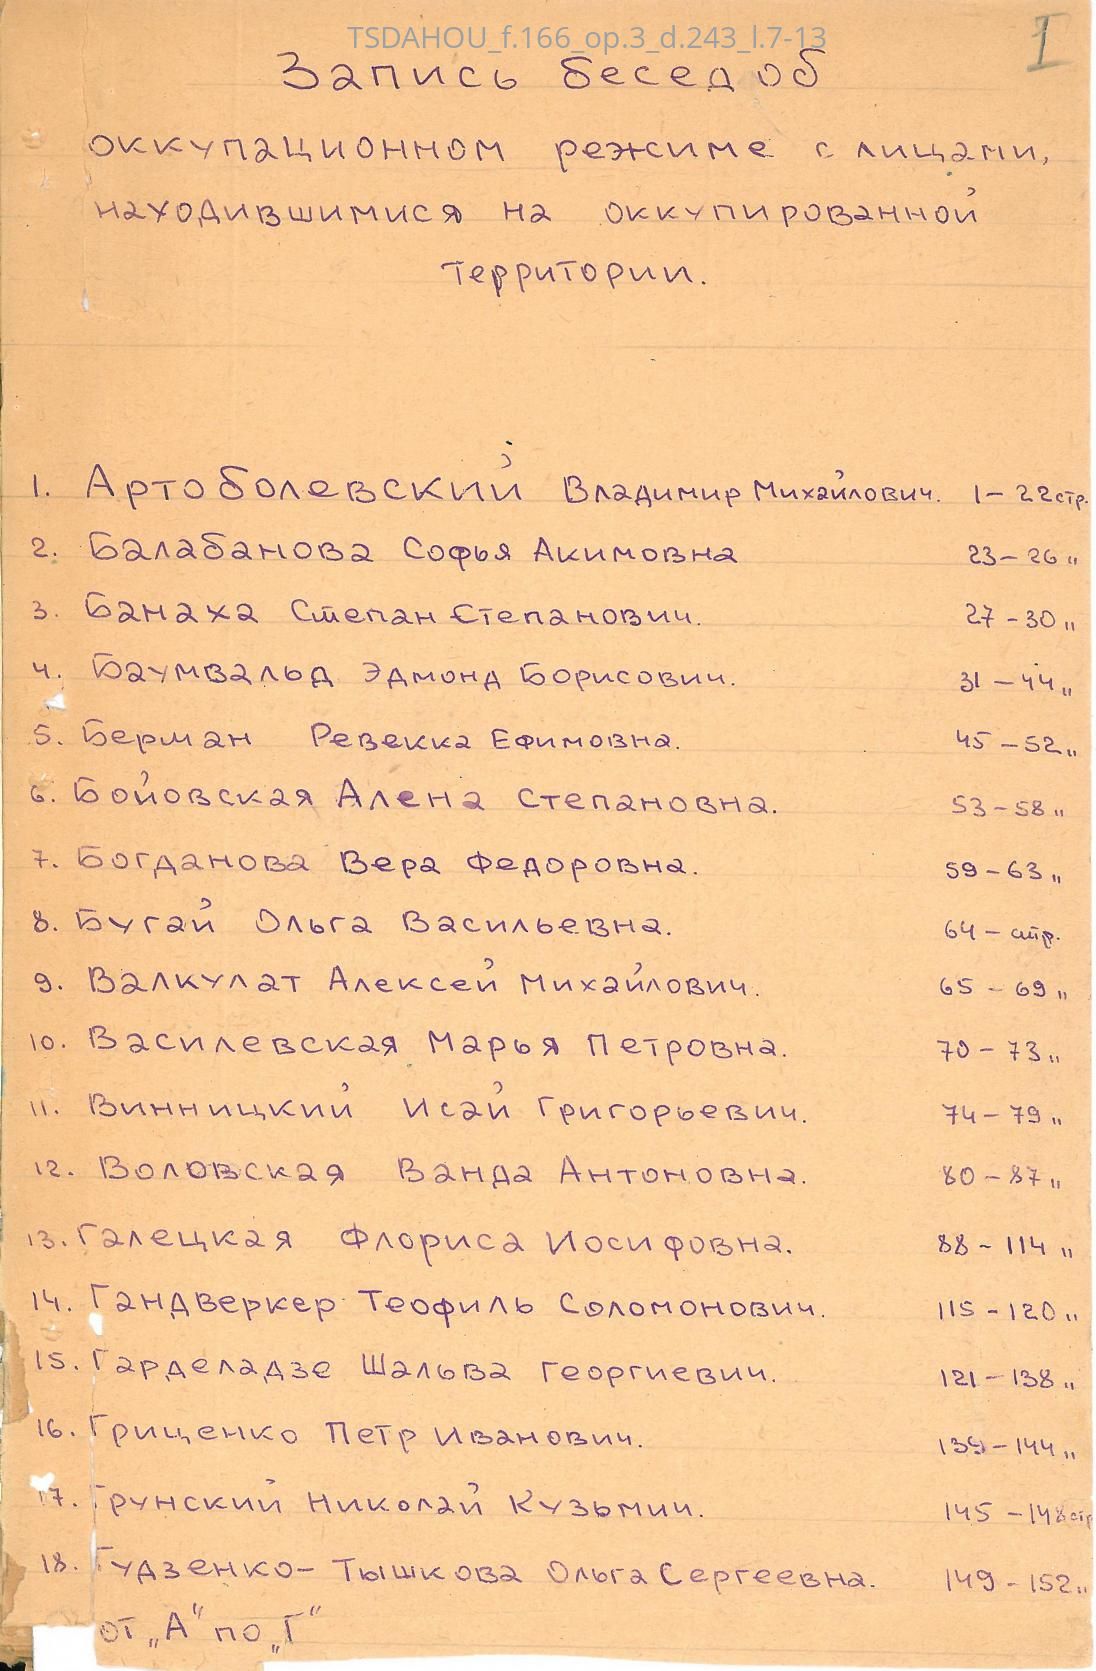 TSDAHOU_f.166_op.3_d.243_l.7-13
I
Запись бесед об
оккупационном режиме с лицами,
находившимися на оккупированной
территории.
1. Артоболевский Владимир Михайлович. 1-22 стр.
2. Балабанова Софья Акимовна 23-26 "
3. Банаха Степан Степанович. 27-30 "
4. Баумвальд Эдмонд Борисович. 31-44 "
5. Берман Ревекка Ефимовна. 45-52 "
6. Бойовская Алена Степановна. 53-58 "
7. Богданова Вера Федоровна. 59-63 "
8. Бугай Ольга Васильевна. 64- стр.
9. Валкулат Алексей Михайлович. 65-69 "
10. Василевская Марья Петровна. 70-73 "
11. Винницкий Исай Григорьевич. 74-79 "
12. Воловская Ванда Антоновна. 80-87 "
13. Галецкая Флориса Иосифовна. 88-114 "
14. Гандверкер Теофиль Соломонович. 115-120 "
15. Гарделадзе Шальва Георгиевич. 121-138 "
16. Гриценко Петр Иванович. 139-144 "
17. Грунский Николай Кузьмич. 145-148 стр
18. Гудзенко-Тышкова Ольга Сергеевна. 149-152 "
от „А" по „Г"